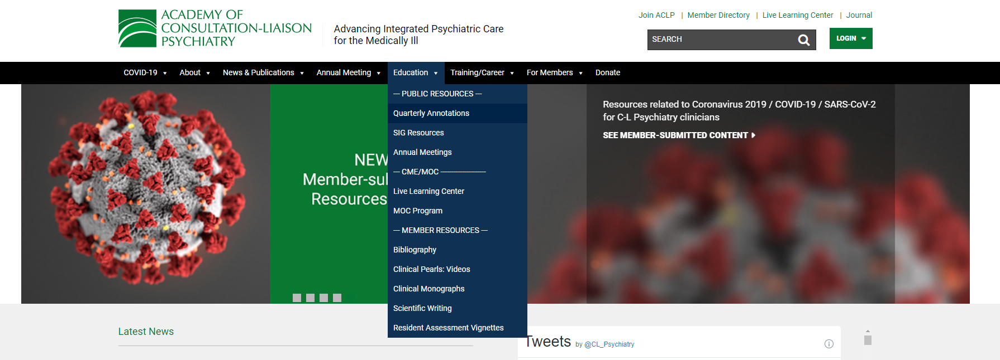 ACADEMY OF
CONSULTATION-LIAISON
PSYCHIATRY
Advancing Integrated Psychiatric Care
for the Medically Ill
Join ACLP | Member Directory | Live Learning Center | Journal
SEARCH
LOGIN
COVID-19 About News & Publications Annual Meeting Education Training/Career For Members Donate
— PUBLIC RESOURCES —
Quarterly Annotations
SIG Resources
Annual Meetings
— CME/MOC ——————
Live Learning Center
MOC Program
— MEMBER RESOURCES —
Bibliography
Clinical Pearls: Videos
Clinical Monographs
Scientific Writing
Resident Assessment Vignettes
NEW
Member-sub
Resources
Resources related to Coronavirus 2019 / COVID-19 / SARS-CoV-2
for C-L Psychiatry clinicians
SEE MEMBER-SUBMITTED CONTENT
Latest News
Tweets by @CL_Psychiatry